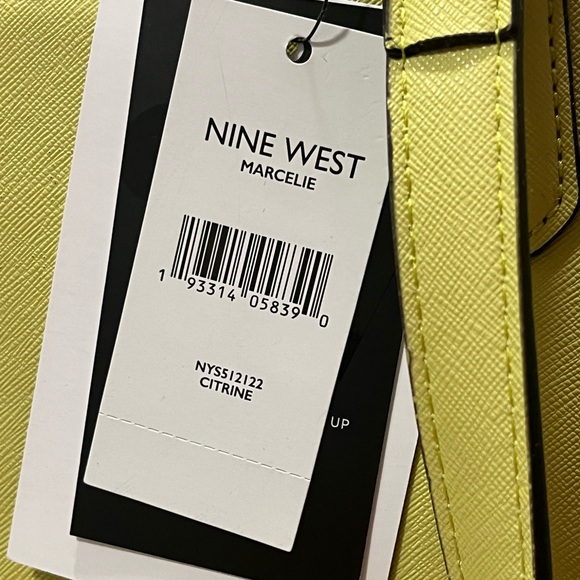 NINE WEST
MARCELIE
1 93314 05839 0
NYS512122
CITRINE
UP